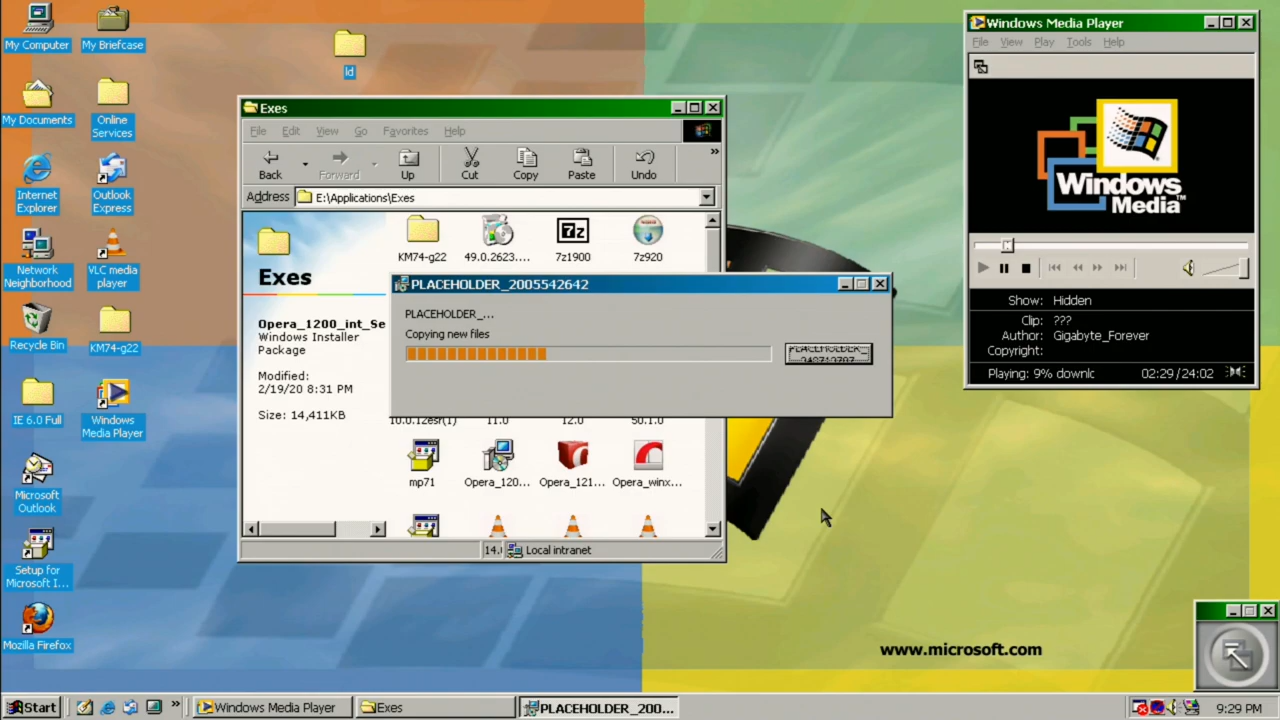 My Computer
My Briefcase
ld
My Documents
Online
Services
Internet
Explorer
Outlook
Express
Network
Neighborhood
VLC media
player
Recycle Bin
KM74-g22
IE 6.0 Full
Windows
Media Player
Microsoft
Outlook
Setup for
Microsoft I...
Mozilla Firefox
Exes
File Edit View Go Favorites Help
Back Forward Up Cut Copy Paste Undo
Address E:\Applications\Exes
Exes
Opera_1200_int_Se
Windows Installer
Package
Modified:
2/19/20 8:31 PM
Size: 14,411KB
KM74-g22 49.0.2623.... 7z1900 7z920
PLACEHOLDER_2005542642
PLACEHOLDER_...
Copying new files
10.0.12esr(1) 11.0 12.0 50.1.0
mp71 Opera_120... Opera_121... Opera_winx...
Local intranet
Windows Media Player
File View Play Tools Help
Windows
Media
Show: Hidden
Clip: ???
Author: Gigabyte_Forever
Copyright:
Playing: 9% downlc 02:29/24:02
www.microsoft.com
Start
Windows Media Player
Exes
PLACEHOLDER_200...
9:29 PM